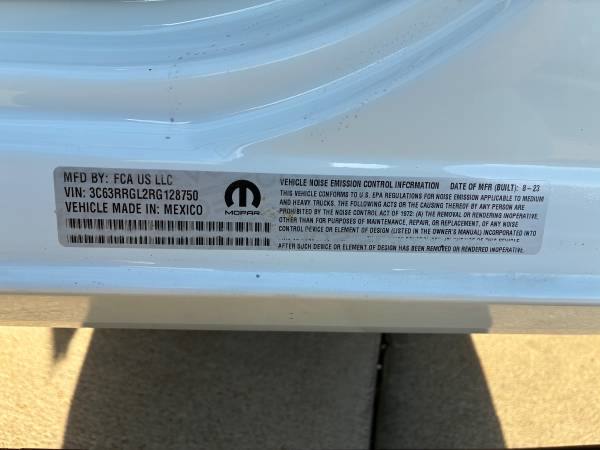 MFD BY: FCA US LLC
VIN: 3C63RRGL2RG128750
VEHICLE MADE IN: MEXICO
MOPAR
VEHICLE NOISE EMISSION CONTROL INFORMATION DATE OF MFR (BUILT): 8-23
THIS VEHICLE CONFORMS TO U.S. EPA REGULATIONS FOR NOISE EMISSION APPLICABLE TO MEDIUM
AND HEAVY TRUCKS. THE FOLLOWING ACTS OR THE CAUSING THEREOF BY ANY PERSON ARE
PROHIBITED BY THE NOISE CONTROL ACT OF 1972: (A) THE REMOVAL OR RENDERING INOPERATIVE,
OTHER THAN FOR PURPOSES OF MAINTENANCE, REPAIR, OR REPLACEMENT, OF ANY NOISE
CONTROL DEVICE OR ELEMENT OF DESIGN (LISTED IN THE OWNER'S MANUAL) INCORPORATED INTO
AFTER SUCH DEVICE OR ELEMENT OF DESIGN HAS BEEN REMOVED OR RENDERED INOPERATIVE.